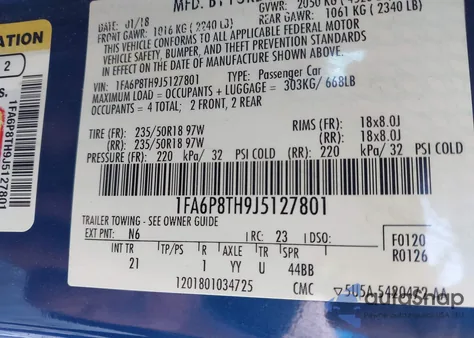 DATE: 01/18
FRONT GAWR: 1016 KG ( 2240 LB)
GVWR: 2050 KG
REAR GAWR: 1061 KG ( 2340 LB)
THIS VEHICLE CONFORMS TO ALL APPLICABLE FEDERAL MOTOR
VEHICLE SAFETY, BUMPER, AND THEFT PREVENTION STANDARDS
IN EFFECT ON THE DATE OF MANUFACTURE SHOWN ABOVE.
VIN: 1FA6P8TH9J5127801 TYPE: Passenger Car
MAXIMUM LOAD = OCCUPANTS + LUGGAGE = 303KG/ 668LB
OCCUPANTS = 4 TOTAL; 2 FRONT, 2 REAR
TIRE (FR): 235/50R18 97W RIMS (FR): 18x8.0J
(RR): 235/50R18 97W (RR): 18x8.0J
PRESSURE (FR): 220 kPa/ 32 PSI COLD (RR): 220 kPa/ 32 PSI COLD
1FA6P8TH9J5127801
TRAILER TOWING - SEE OWNER GUIDE
EXT PNT: N6 RC: 23 DSO: F0120
R0126
INT TR TP/PS R AXLE TR SPR
21 1 YY U 44BB
1201801034725 CMC ▽5U5A-5420472-AA
autoSnap
1FA6P8TH9J5127801
2